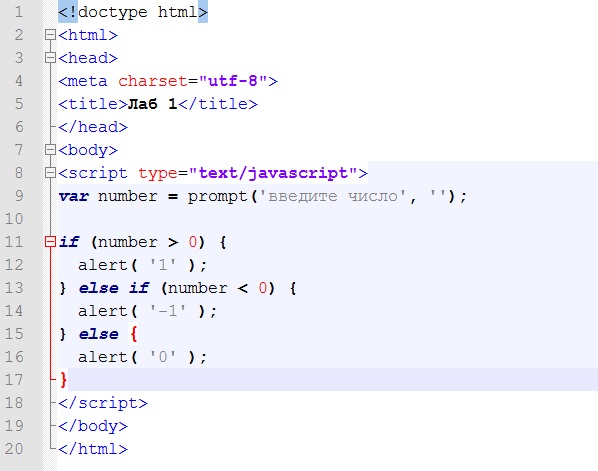 1 <!doctype html>
2 <html>
3 <head>
4 <meta charset="utf-8">
5 <title>Лаб 1</title>
6 </head>
7 <body>
8 <script type="text/javascript">
9 var number = prompt('введите число', '');
10
11 if (number > 0) {
12   alert( '1' );
13 } else if (number < 0) {
14   alert( '-1' );
15 } else {
16   alert( '0' );
17 }
18 </script>
19 </body>
20 </html>